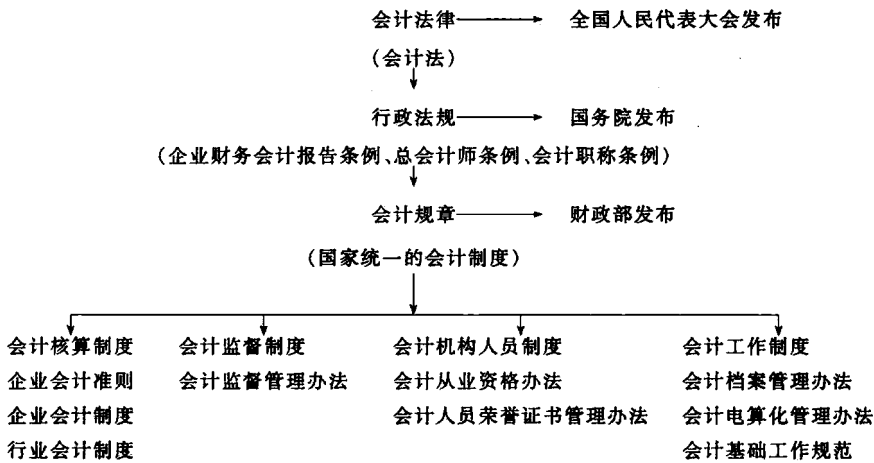 会计法律 全国人民代表大会发布
(会计法)
行政法规 国务院发布
(企业财务会计报告条例、总会计师条例、会计职称条例)
会计规章 财政部发布
(国家统一的会计制度)
会计核算制度 会计监督制度 会计机构人员制度 会计工作制度
企业会计准则 会计监督管理办法 会计从业资格办法 会计档案管理办法
企业会计制度 会计人员荣誉证书管理办法 会计电算化管理办法
行业会计制度 会计基础工作规范